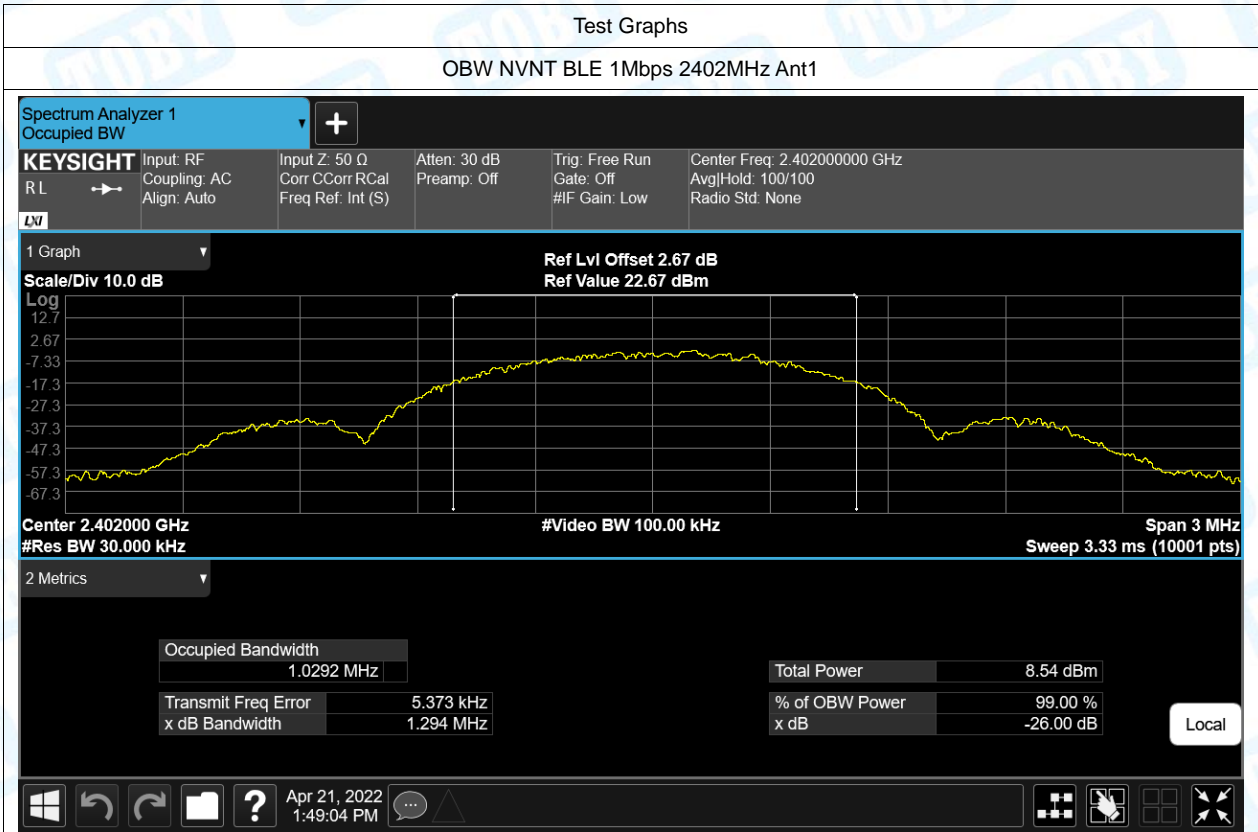 Test Graphs
OBW NVNT BLE 1Mbps 2402MHz Ant1
Spectrum Analyzer 1
Occupied BW
KEYSIGHT
R L
LXI
Input: RF
Coupling: AC
Align: Auto
Input Z: 50 Ω
Corr CCorr RCal
Freq Ref: Int (S)
Atten: 30 dB
Preamp: Off
Trig: Free Run
Gate: Off
#IF Gain: Low
Center Freq: 2.402000000 GHz
Avg|Hold: 100/100
Radio Std: None
1 Graph
Scale/Div 10.0 dB
Ref Lvl Offset 2.67 dB
Ref Value 22.67 dBm
Log
12.7
2.67
-7.33
-17.3
-27.3
-37.3
-47.3
-57.3
-67.3
Center 2.402000 GHz
#Video BW 100.00 kHz
Span 3 MHz
#Res BW 30.000 kHz
Sweep 3.33 ms (10001 pts)
2 Metrics
Occupied Bandwidth
1.0292 MHz
Total Power 8.54 dBm
Transmit Freq Error 5.373 kHz
% of OBW Power 99.00 %
x dB Bandwidth 1.294 MHz
x dB -26.00 dB
Local
?
Apr 21, 2022
1:49:04 PM
TOBY
TOBY
TOBY
TOBY